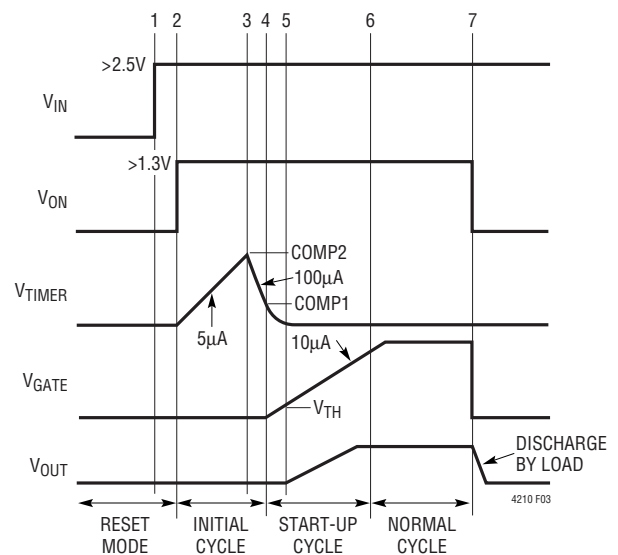 1 2 3 4 5 6 7
>2.5V
VIN
>1.3V
VON
COMP2
100µA
COMP1
VTIMER
5µA
10µA
VGATE
VTH
VOUT
DISCHARGE
BY LOAD
4210 F03
RESET
MODE
INITIAL
CYCLE
START-UP
CYCLE
NORMAL
CYCLE